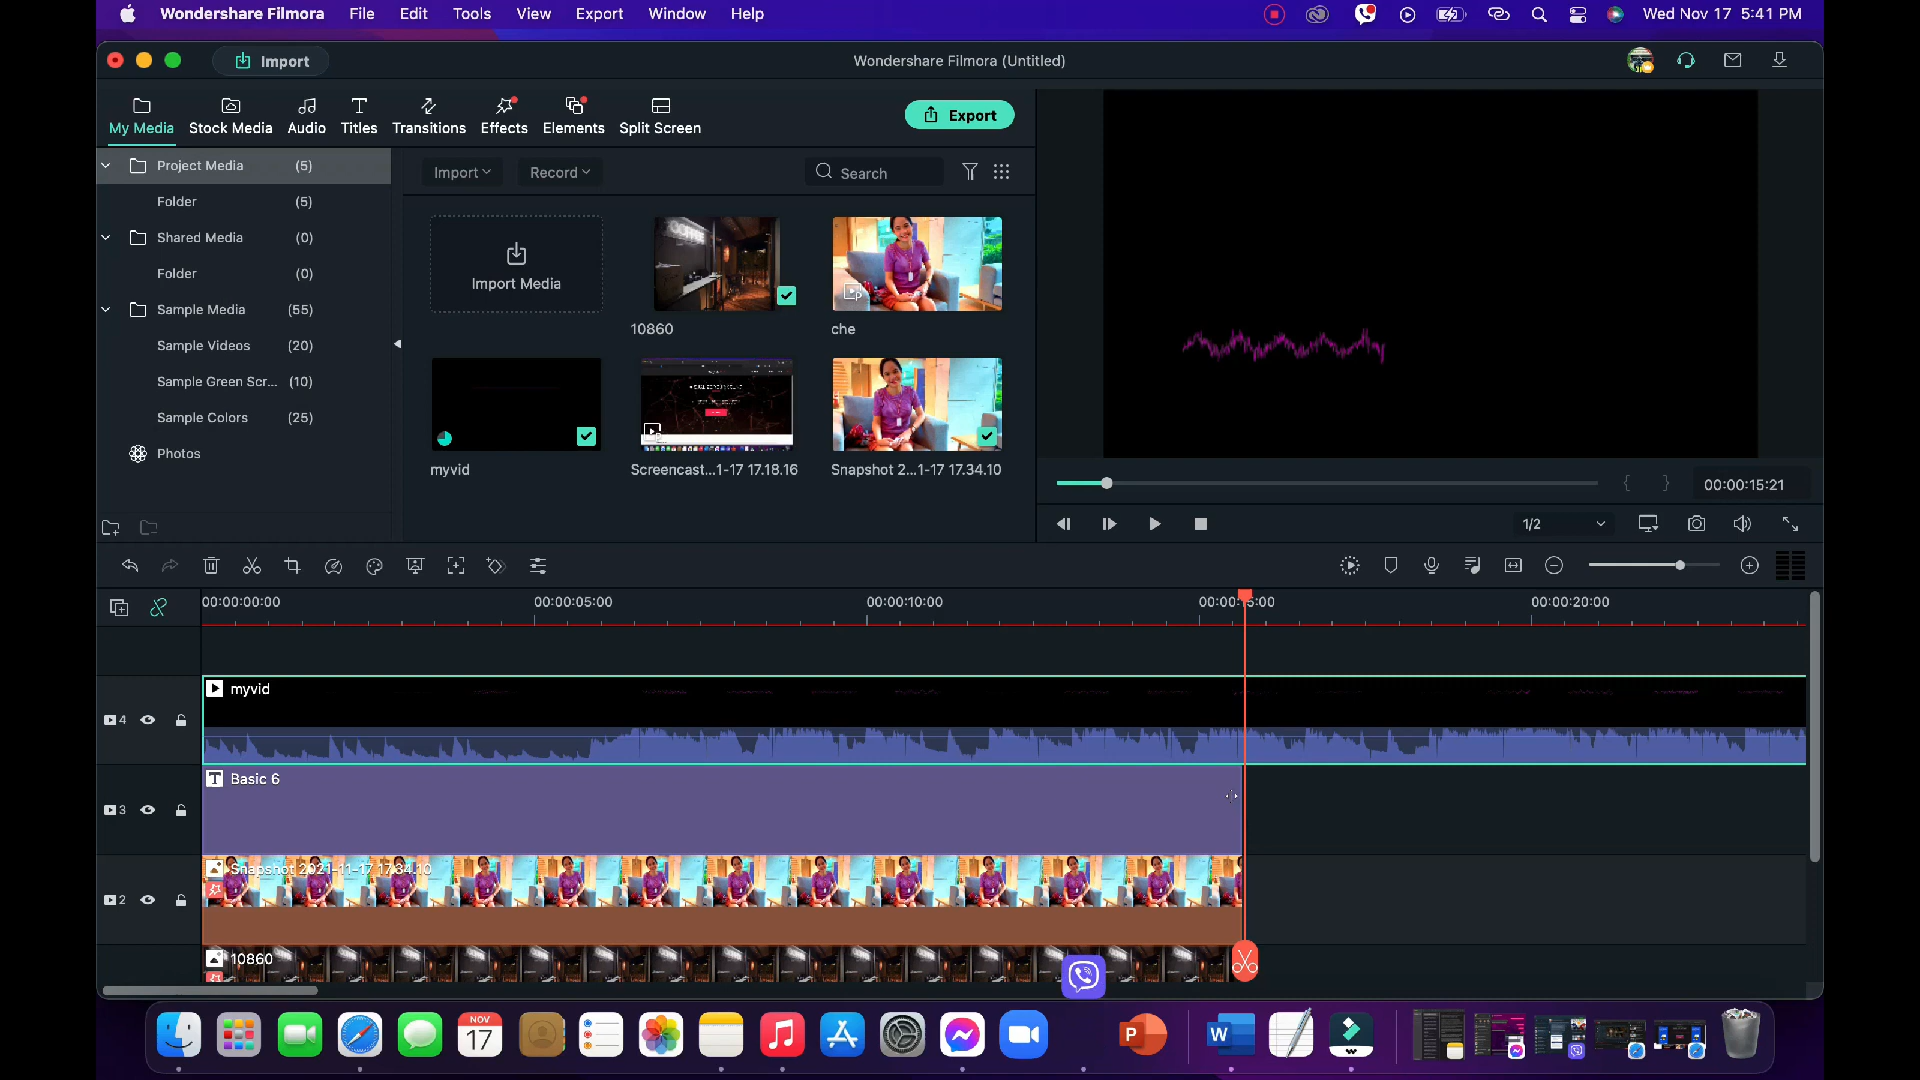 Wondershare Filmora File Edit Tools View Export Window Help Wed Nov 17 5:41 PM
Import Wondershare Filmora (Untitled)
My Media Stock Media Audio Titles Transitions Effects Elements Split Screen Export
Project Media (5)
Folder (5)
Shared Media (0)
Folder (0)
Sample Media (55)
Sample Videos (20)
Sample Green Scr... (10)
Sample Colors (25)
Photos
Import Record Search
Import Media
10860
che
myvid
Screencast...1-17 17.18.16
Snapshot 2...1-17 17.34.10
00:00:15:21
1/2
00:00:00:00 00:00:05:00 00:00:10:00 00:00:15:00 00:00:20:00
4
myvid
3
Basic 6
2
Snapshot 2021-11-17 17.34.10
10860
NOV
17
P
W